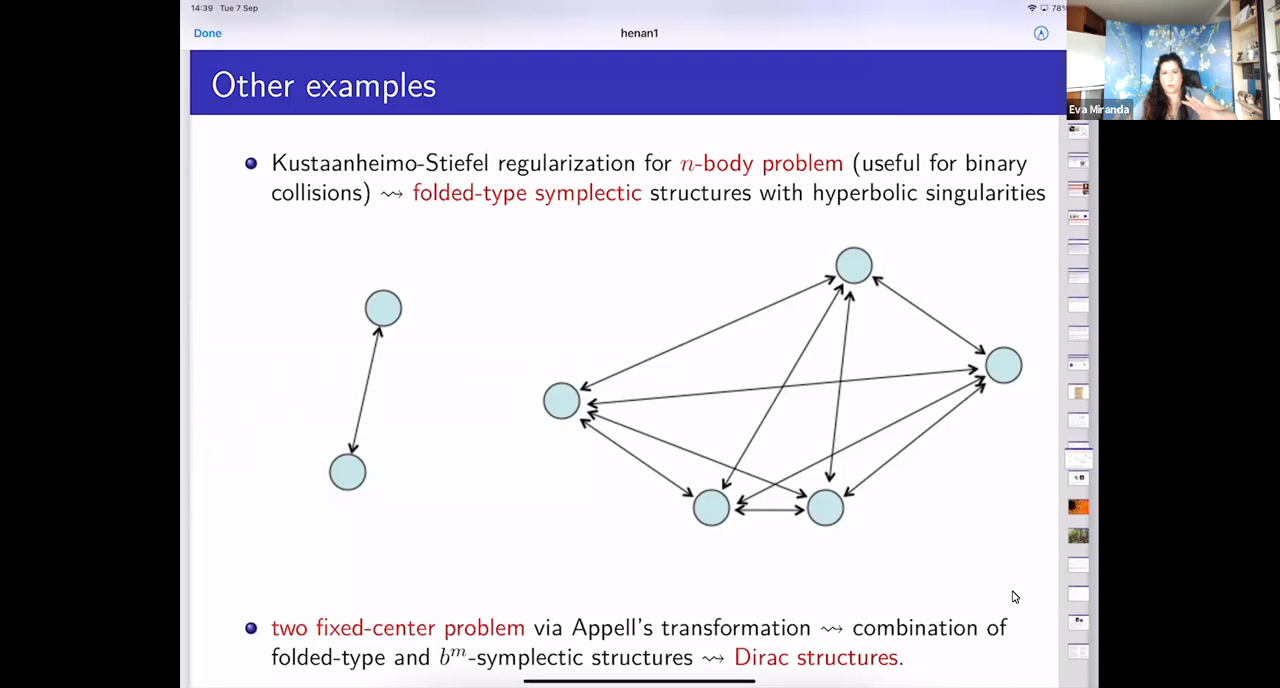 14:39 Tue 7 Sep
78%
Done
henan1
Eva Miranda
Other examples
Kustaanheimo-Stiefel regularization for n-body problem (useful for binary
collisions) ⇝ folded-type symplectic structures with hyperbolic singularities
two fixed-center problem via Appell's transformation ⇝ combination of
folded-type and b^m-symplectic structures ⇝ Dirac structures.